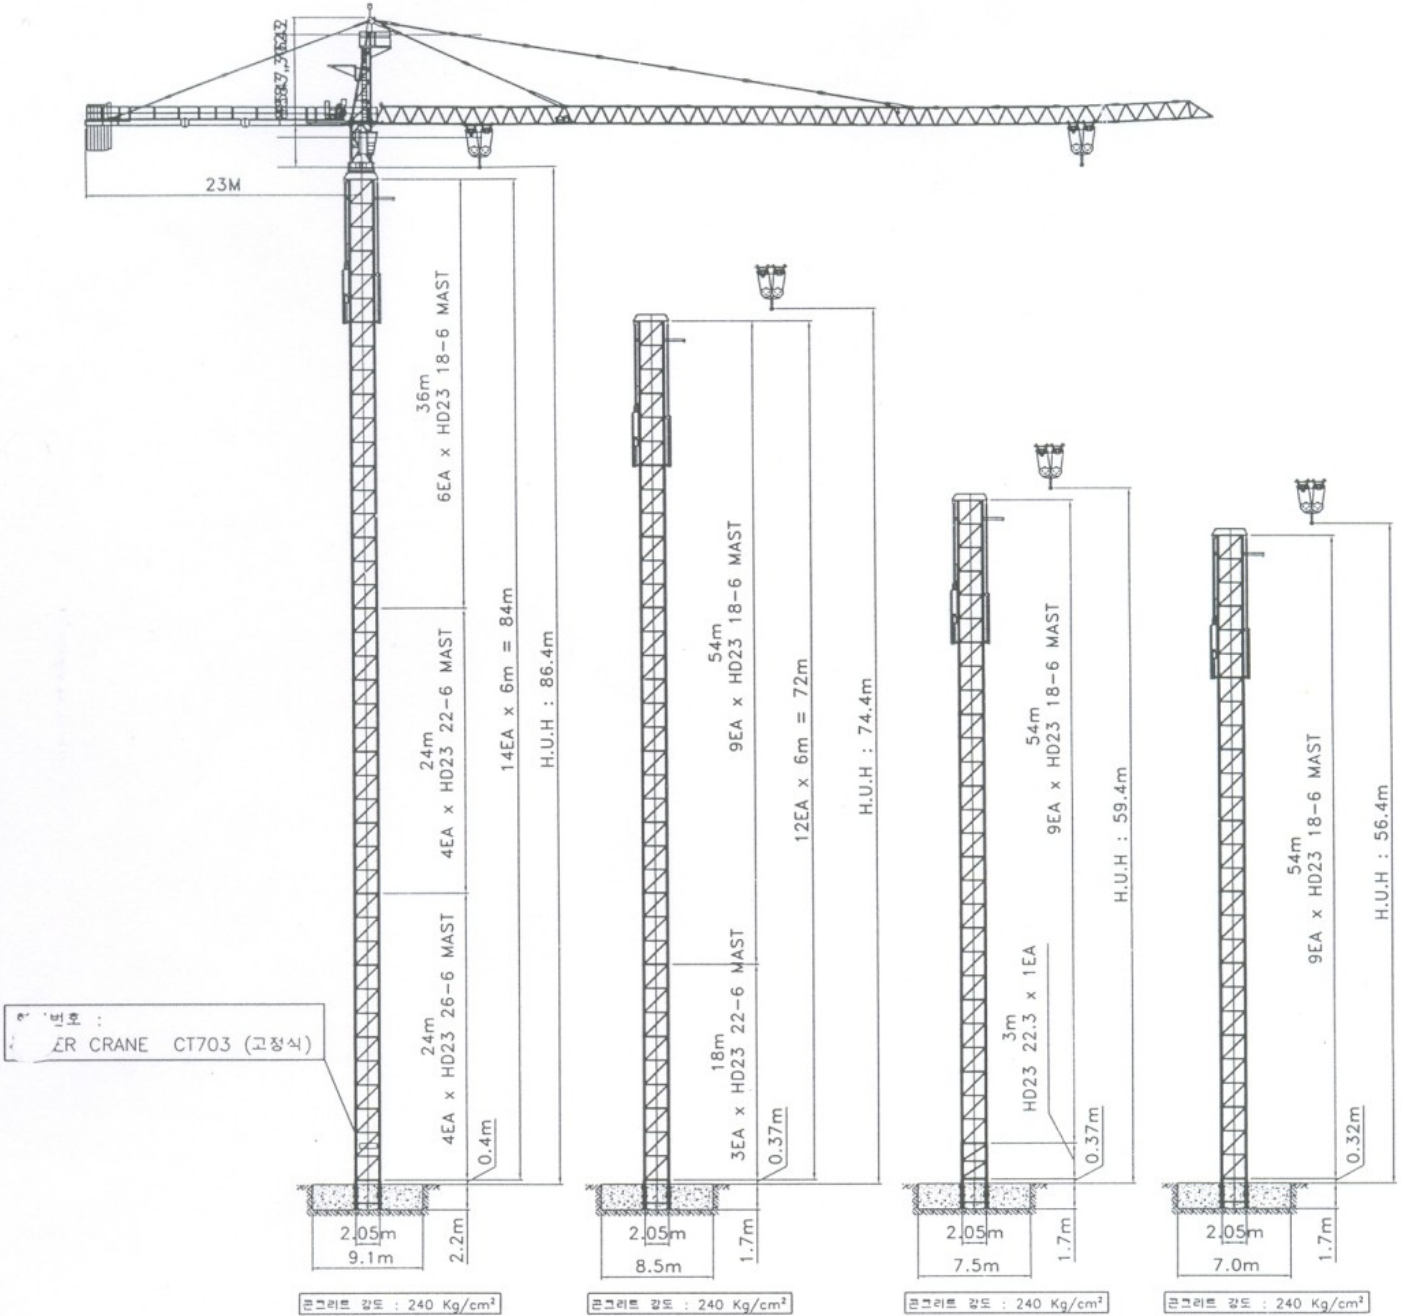 23M
36m
6EA x HD23 18-6 MAST
24m
4EA x HD23 22-6 MAST
24m
4EA x HD23 26-6 MAST
14EA x 6m = 84m
H.U.H : 86.4m
0.4m
2.05m
9.1m
2.2m
콘크리트 강도 : 240 Kg/cm²
번호 :
CRANE CT703 (고정식)
54m
9EA x HD23 18-6 MAST
18m
3EA x HD23 22-6 MAST
12EA x 6m = 72m
H.U.H : 74.4m
0.37m
2.05m
8.5m
1.7m
콘크리트 강도 : 240 Kg/cm²
54m
9EA x HD23 18-6 MAST
3m
HD23 22.3 x 1EA
H.U.H : 59.4m
0.37m
2.05m
7.5m
1.7m
콘크리트 강도 : 240 Kg/cm²
54m
9EA x HD23 18-6 MAST
H.U.H : 56.4m
0.32m
2.05m
7.0m
1.7m
콘크리트 강도 : 240 Kg/cm²